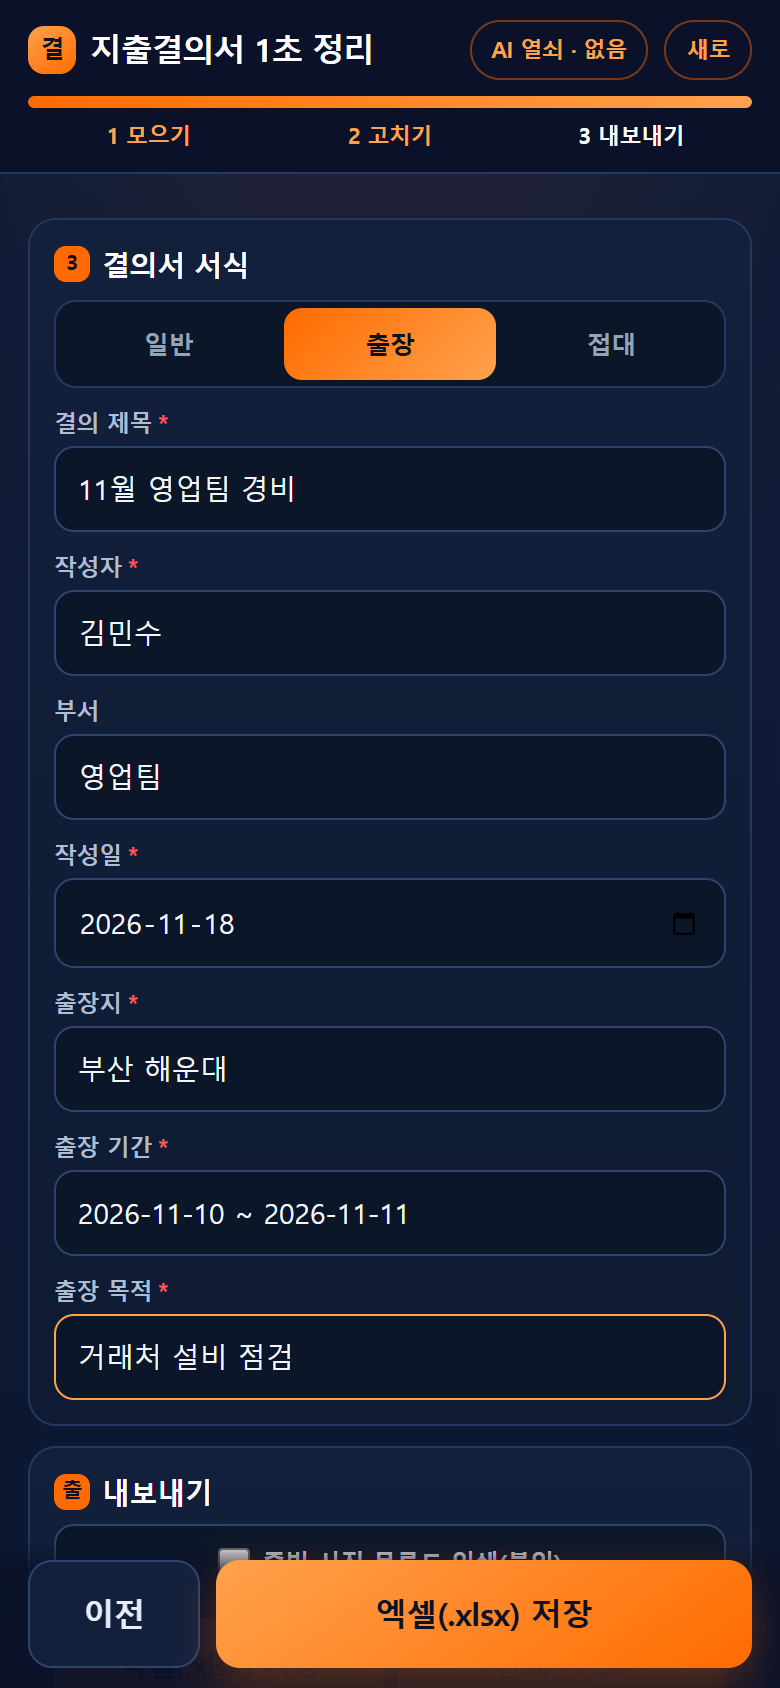 결 지출결의서 1초 정리 AI 열쇠 · 없음 새로
1 모으기 2 고치기 3 내보내기
3 결의서 서식
일반 출장 접대
결의 제목 *
11월 영업팀 경비
작성자 *
김민수
부서
영업팀
작성일 *
2026-11-18
출장지 *
부산 해운대
출장 기간 *
2026-11-10 ~ 2026-11-11
출장 목적 *
거래처 설비 점검
출 내보내기
이전 엑셀(.xlsx) 저장